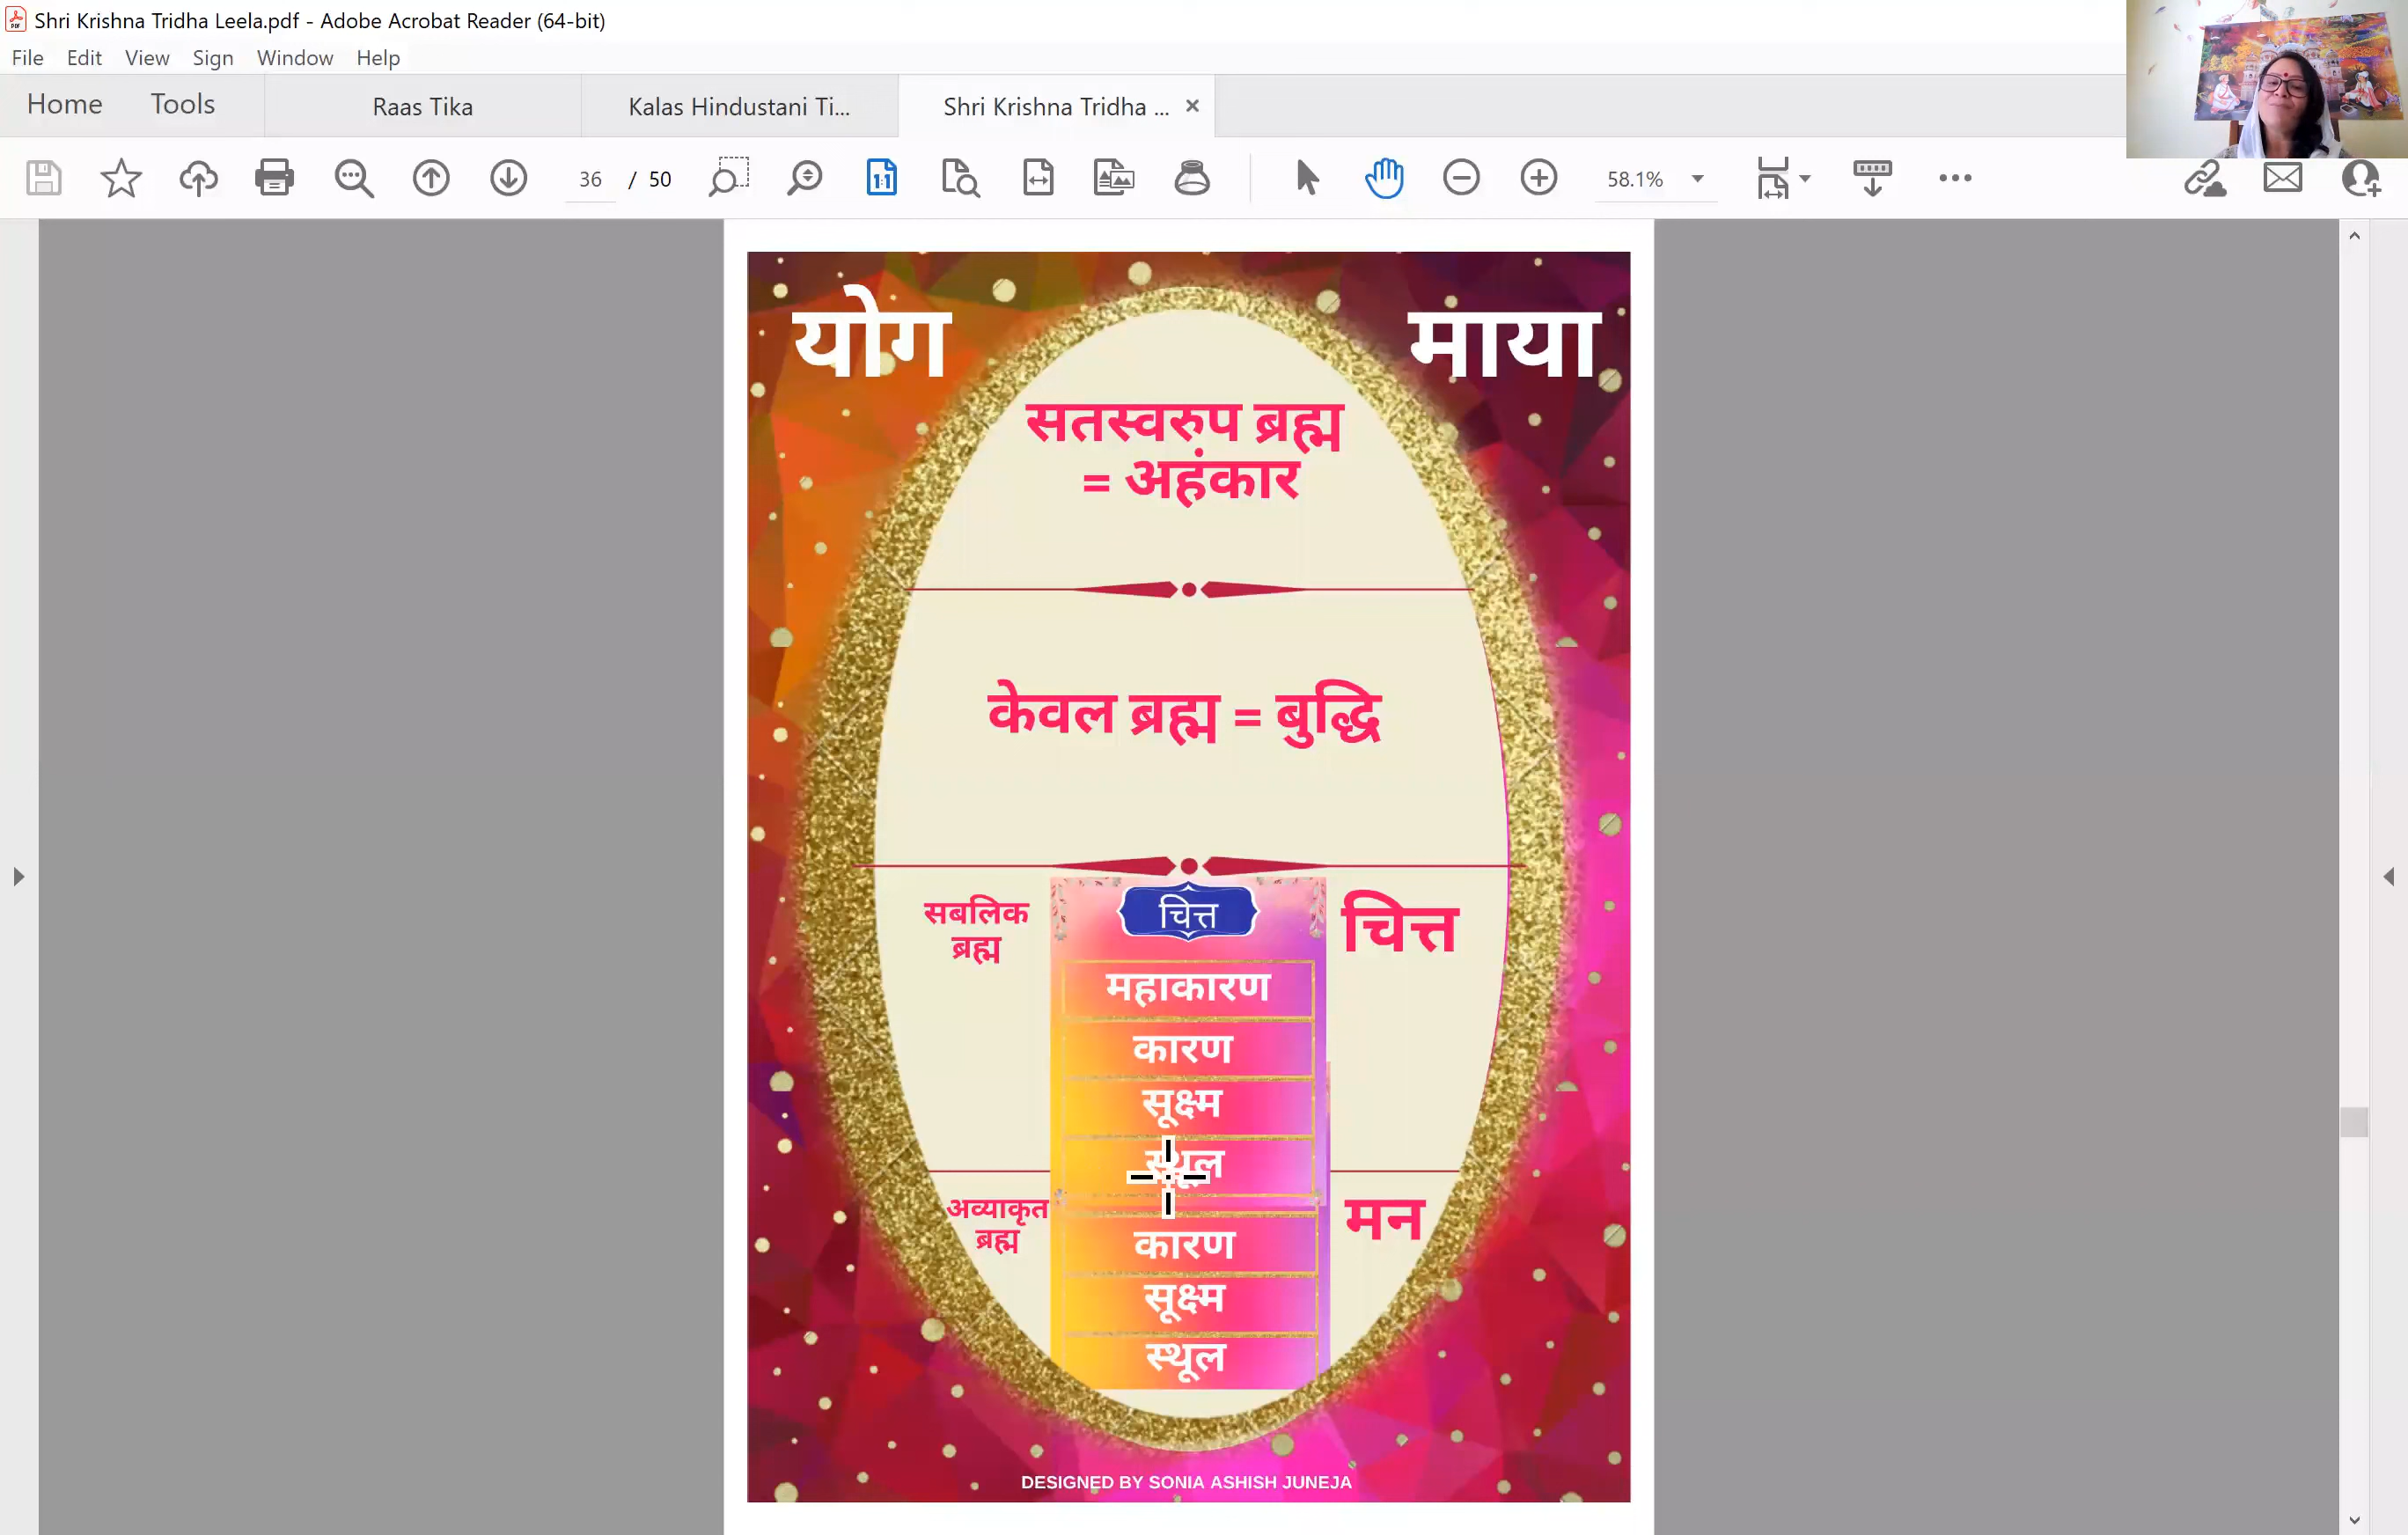 Shri Krishna Tridha Leela.pdf - Adobe Acrobat Reader (64-bit)
File Edit View Sign Window Help
Home Tools Raas Tika Kalas Hindustani Ti... Shri Krishna Tridha ...
36 / 50 1:1 58.1%
योग माया
सतस्वरुप ब्रह्म
= अहंकार
केवल ब्रह्म = बुद्धि
सबलिक
ब्रह्म
चित्त
चित्त
महाकारण
कारण
सूक्ष्म
स्थूल
अव्याकृत
ब्रह्म
मन
कारण
सूक्ष्म
स्थूल
DESIGNED BY SONIA ASHISH JUNEJA